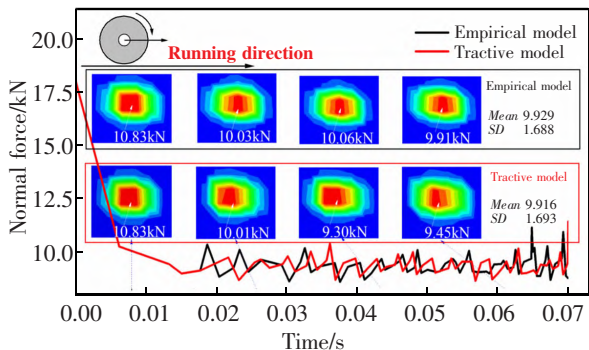 Empirical model
Tractive model
Running direction
Normal force/kN
20.0
17.5
15.0
12.5
10.0
10.83kN
10.03kN
10.06kN
9.91kN
Empirical model
Mean 9.929
SD 1.688
10.83kN
10.01kN
9.30kN
9.45kN
Tractive model
Mean 9.916
SD 1.693
0.00 0.01 0.02 0.03 0.04 0.05 0.06 0.07
Time/s